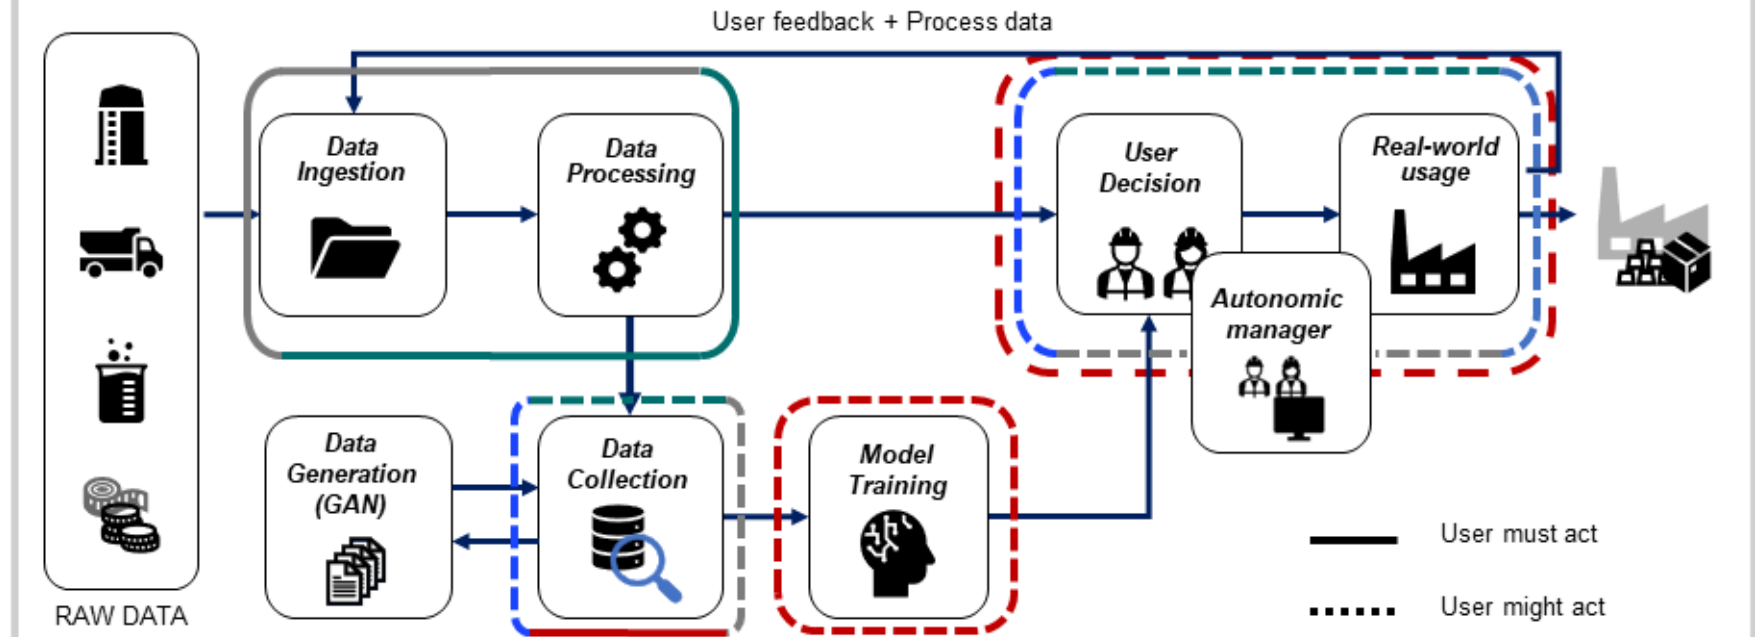 User feedback + Process data
Data
Ingestion
Data
Processing
User
Decision
Real-world
usage
Autonomic
manager
Data
Generation
(GAN)
Data
Collection
Model
Training
User must act
User might act
RAW DATA